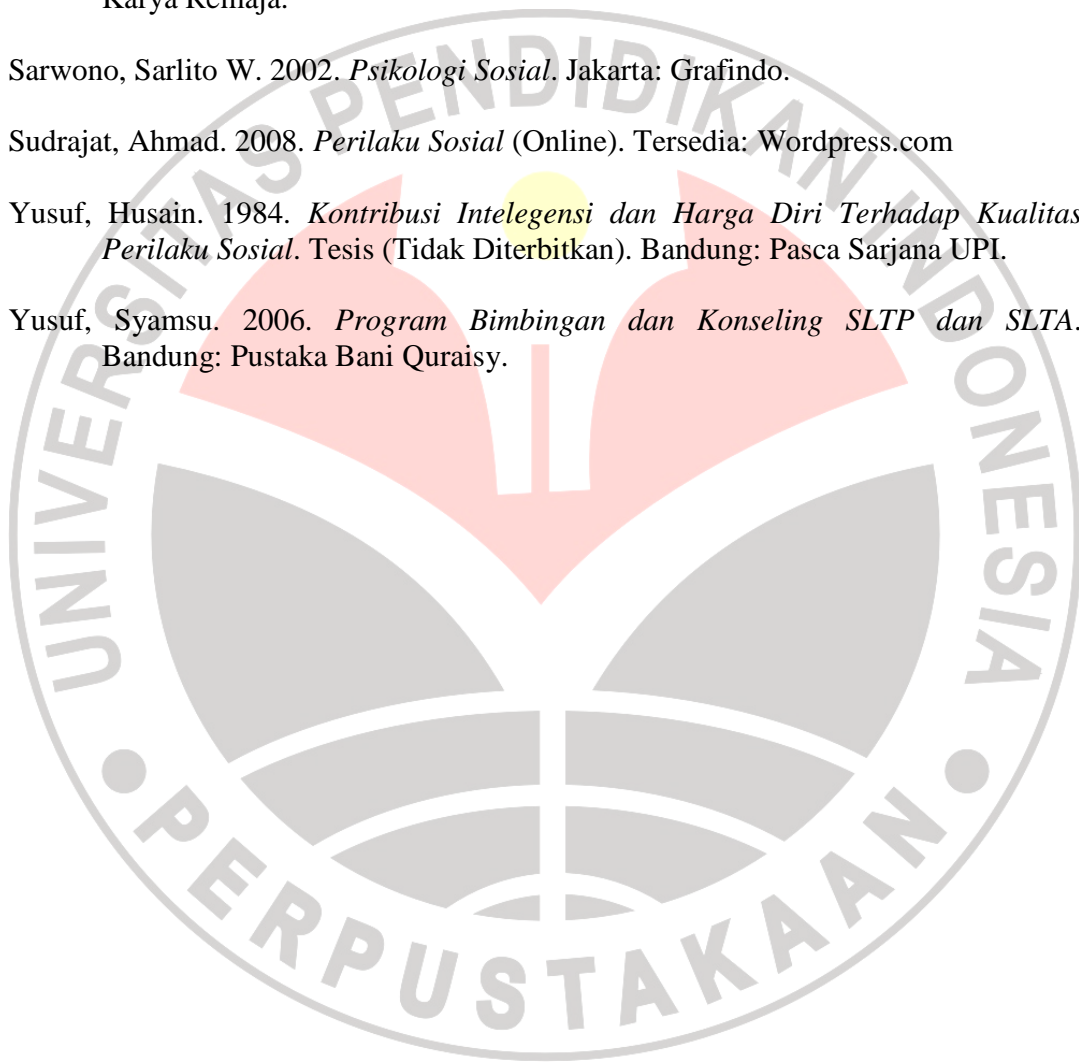 Karya Remaja.
Sarwono, Sarlito W. 2002. Psikologi Sosial. Jakarta: Grafindo.
Sudrajat, Ahmad. 2008. Perilaku Sosial (Online). Tersedia: Wordpress.com
Yusuf, Husain. 1984. Kontribusi Intelegensi dan Harga Diri Terhadap Kualitas
Perilaku Sosial. Tesis (Tidak Diterbitkan). Bandung: Pasca Sarjana UPI.
Yusuf, Syamsu. 2006. Program Bimbingan dan Konseling SLTP dan SLTA.
Bandung: Pustaka Bani Quraisy.
UNIVERSITAS PENDIDIKAN INDONESIA
PERPUSTAKAAN